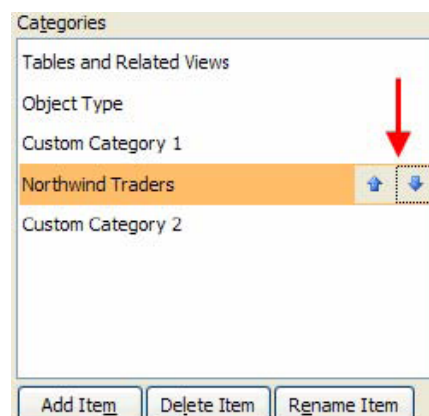 Categories
Tables and Related Views
Object Type
Custom Category 1
Northwind Traders
Custom Category 2
Add Item Delete Item Rename Item